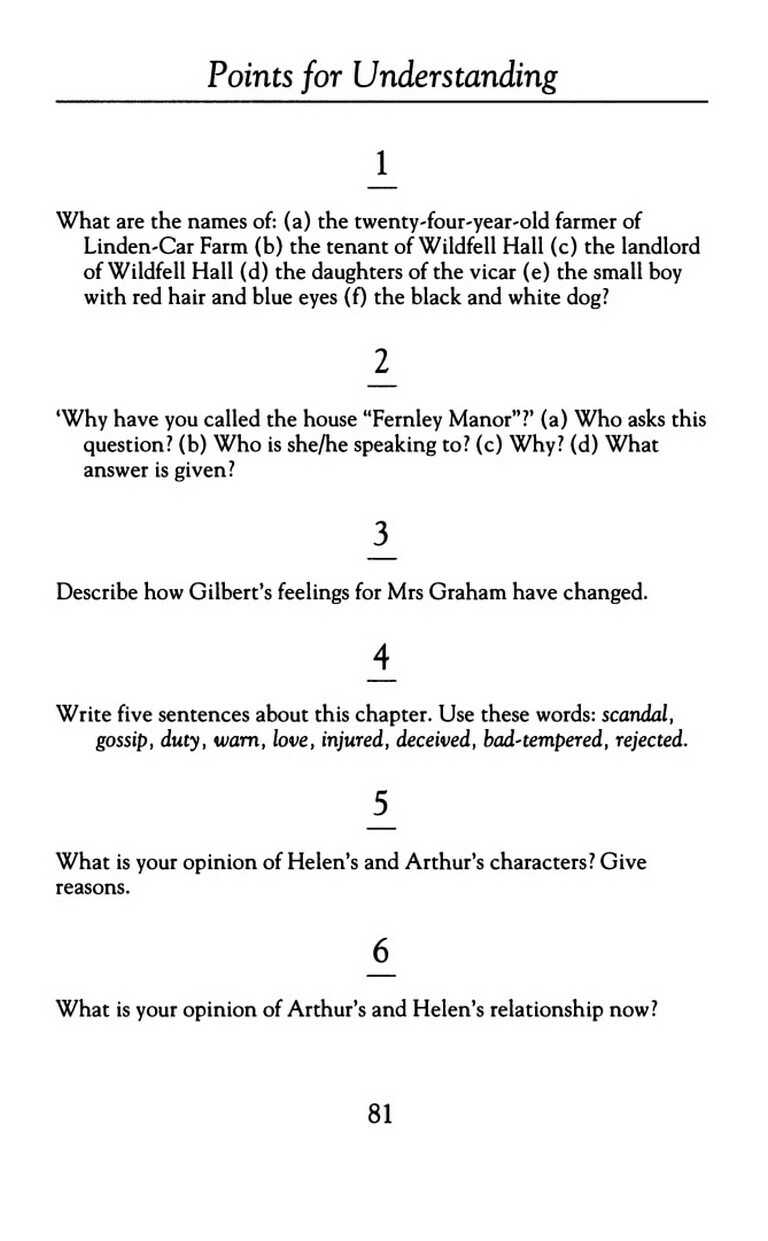 Points for Understanding
1
What are the names of: (a) the twenty-four-year-old farmer of
Linden-Car Farm (b) the tenant of Wildfell Hall (c) the landlord
of Wildfell Hall (d) the daughters of the vicar (e) the small boy
with red hair and blue eyes (f) the black and white dog?
2
‘Why have you called the house “Fernley Manor”?’ (a) Who asks this
question? (b) Who is she/he speaking to? (c) Why? (d) What
answer is given?
3
Describe how Gilbert’s feelings for Mrs Graham have changed.
4
Write five sentences about this chapter. Use these words: scandal,
gossip, duty, warn, love, injured, deceived, bad-tempered, rejected.
5
What is your opinion of Helen’s and Arthur’s characters? Give
reasons.
6
What is your opinion of Arthur’s and Helen’s relationship now?
81